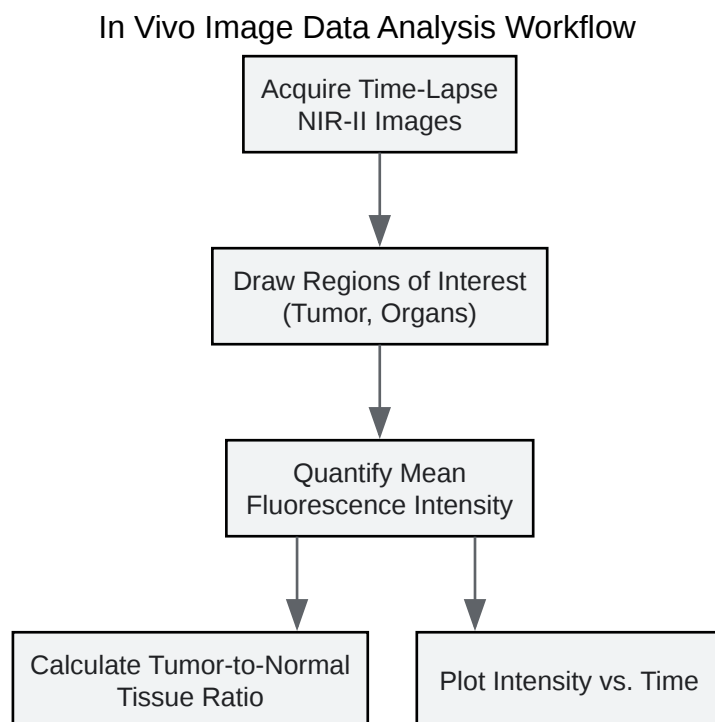 In Vivo Image Data Analysis Workflow
Acquire Time-Lapse
NIR-II Images
Draw Regions of Interest
(Tumor, Organs)
Quantify Mean
Fluorescence Intensity
Calculate Tumor-to-Normal
Tissue Ratio
Plot Intensity vs. Time